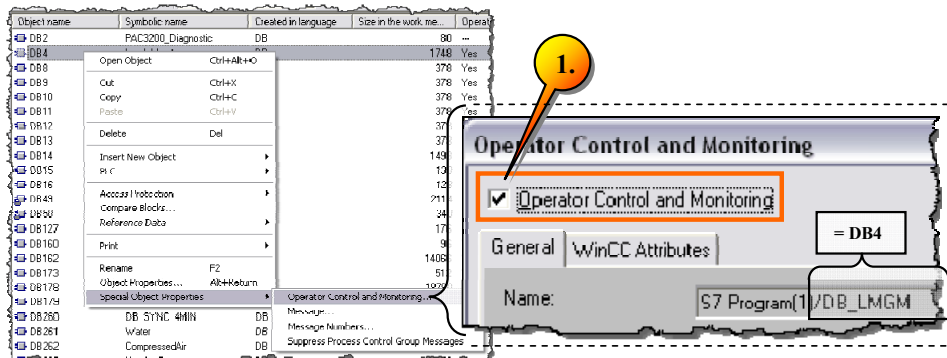 Object name Symbolic name Created in language Size in the work me... Operat
DB2 PAC3200_Diagnostic DB 80 ---
DB4 1748 Yes
DB8 378 Yes
DB9 378 Yes
DB10 378 Yes
DB11 378 Yes
DB12
DB13
DB14
DB15
DB16
DB49
DB50
DB127
DB160
DB162
DB173
DB178
DB179
DB260 DB_SYNC_4MIN DB
DB261 Water DB
DB262 CompressedAir DB
Open Object Ctrl+Alt+O
Cut Ctrl+X
Copy Ctrl+C
Paste Ctrl+V
Delete Del
Insert New Object
PLC
Access Protection
Compare Blocks...
Reference Data
Print
Rename F2
Object Properties... Alt+Return
Special Object Properties
Operator Control and Monitoring...
Message...
Message Numbers...
Suppress Process Control Group Messages
1.
Operator Control and Monitoring
Operator Control and Monitoring
General WinCC Attributes
= DB4
Name: S7 Program(1)/DB_LMGM